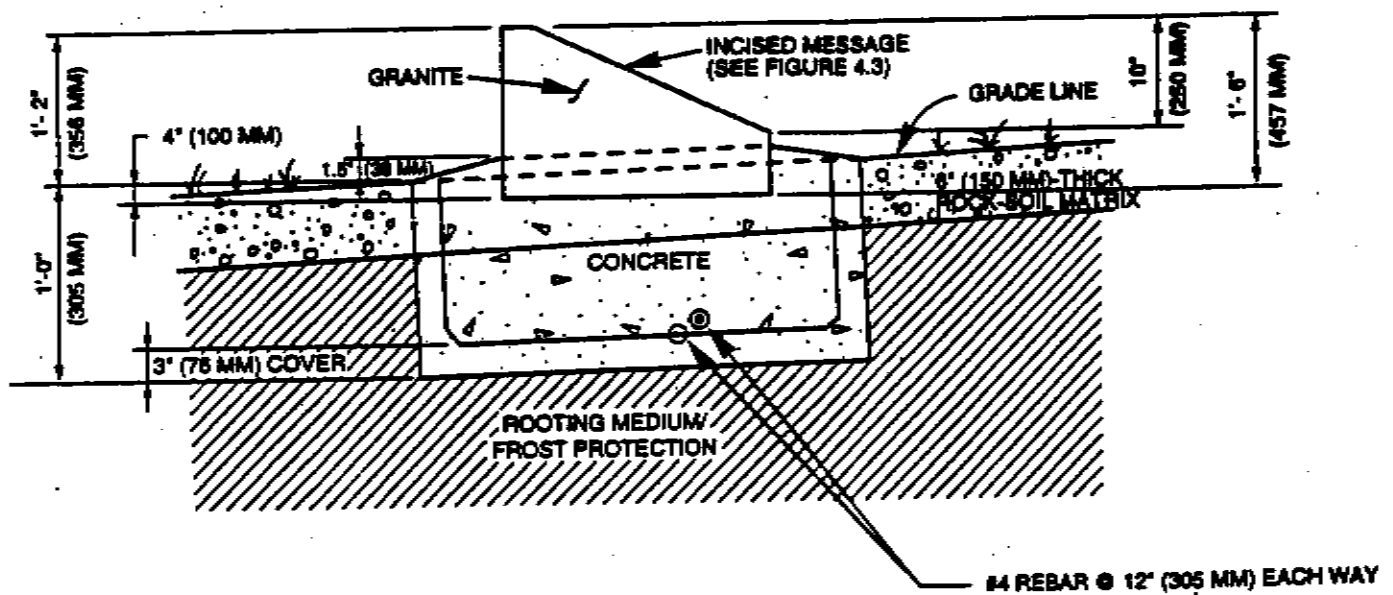 INCISED MESSAGE
(SEE FIGURE 4.3)
GRANITE
GRADE LINE
10"
(250 MM)
1'- 6"
(457 MM)
1'-2"
(356 MM)
4" (100 MM)
1.5" (38 MM)
6" (150 MM)-THICK
ROCK-SOIL MATRIX
CONCRETE
1'-0"
(305 MM)
3" (76 MM) COVER
ROOTING MEDIUM/
FROST PROTECTION
#4 REBAR @ 12" (305 MM) EACH WAY